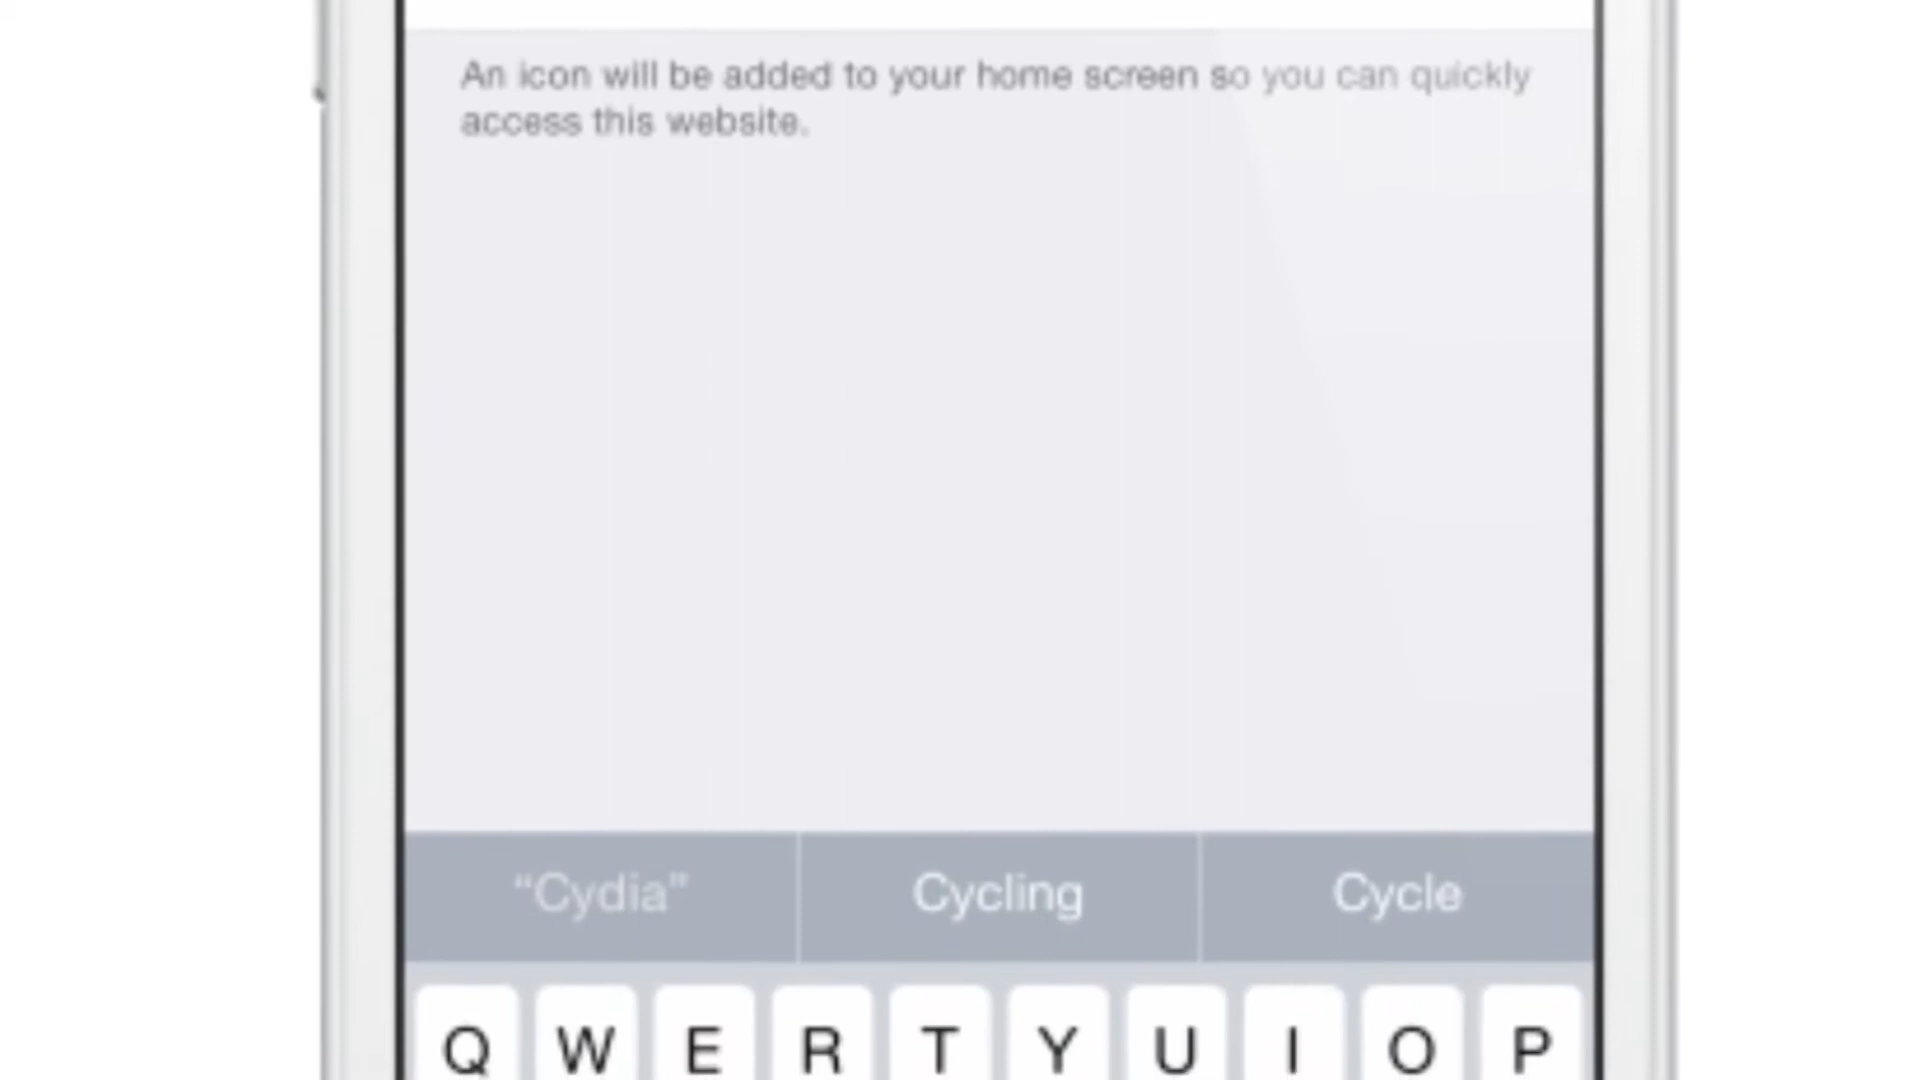 An icon will be added to your home screen so you can quickly
access this website.
“Cydia” Cycling Cycle
Q W E R T Y U I O P